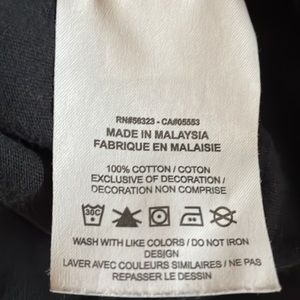 RN#56323 - CA#05553
MADE IN MALAYSIA
FABRIQUE EN MALAISIE
100% COTTON / COTON
EXCLUSIVE OF DECORATION /
DECORATION NON COMPRISE
30C
WASH WITH LIKE COLORS / DO NOT IRON
DESIGN
LAVER AVEC COULEURS SIMILAIRES / NE PAS
REPASSER LE DESSIN